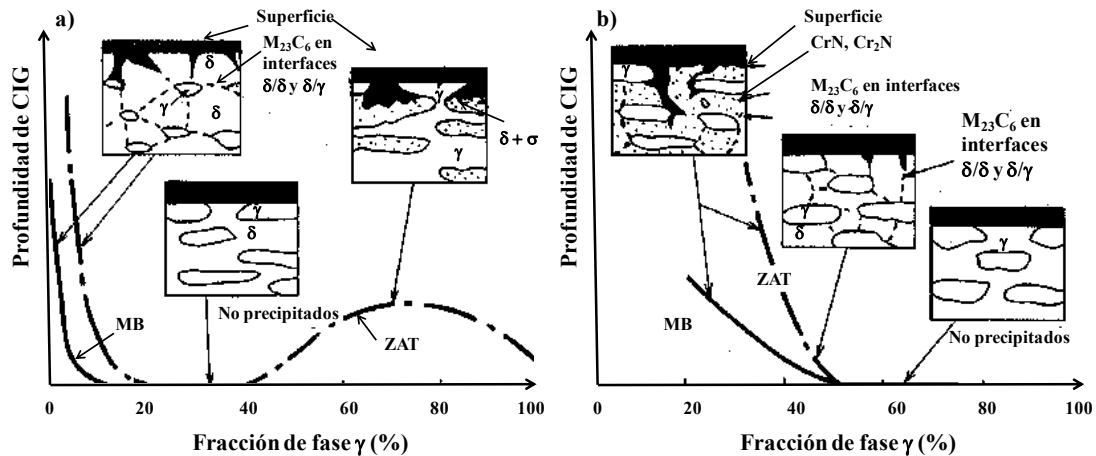 a)
Superficie
M₂₃C₆ en
interfaces
δ/δ y δ/γ
δ
γ
δ
γ
δ + σ
γ
γ
δ
No precipitados
MB
ZAT
Profundidad de CIG
0
20
40
60
80
100
Fracción de fase γ (%)
b)
Superficie
CrN, Cr₂N
M₂₃C₆ en interfaces
δ/δ y δ/γ
γ
M₂₃C₆ en
interfaces
δ/δ y δ/γ
γ
δ
γ
ZAT
MB
No precipitados
Profundidad de CIG
0
20
40
60
80
100
Fracción de fase γ (%)